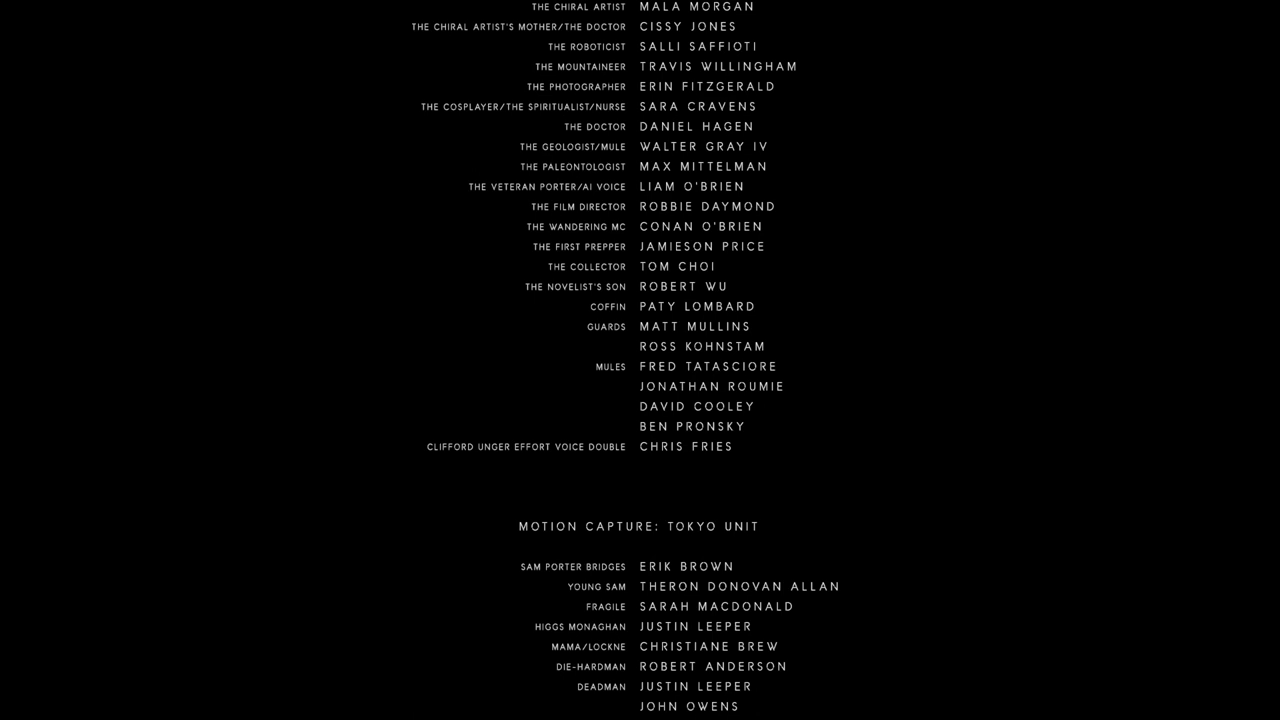 THE CHIRAL ARTIST MALA MORGAN
THE CHIRAL ARTIST'S MOTHER/THE DOCTOR CISSY JONES
THE ROBOTICIST SALLI SAFFIOTI
THE MOUNTAINEER TRAVIS WILLINGHAM
THE PHOTOGRAPHER ERIN FITZGERALD
THE COSPLAYER/THE SPIRITUALIST/NURSE SARA CRAVENS
THE DOCTOR DANIEL HAGEN
THE GEOLOGIST/MULE WALTER GRAY IV
THE PALEONTOLOGIST MAX MITTELMAN
THE VETERAN PORTER/AI VOICE LIAM O'BRIEN
THE FILM DIRECTOR ROBBIE DAYMOND
THE WANDERING MC CONAN O'BRIEN
THE FIRST PREPPER JAMIESON PRICE
THE COLLECTOR TOM CHOI
THE NOVELIST'S SON ROBERT WU
COFFIN PATY LOMBARD
GUARDS MATT MULLINS
ROSS KOHNSTAM
MULES FRED TATASCIORE
JONATHAN ROUMIE
DAVID COOLEY
BEN PRONSKY
CLIFFORD UNGER EFFORT VOICE DOUBLE CHRIS FRIES
MOTION CAPTURE: TOKYO UNIT
SAM PORTER BRIDGES ERIK BROWN
YOUNG SAM THERON DONOVAN ALLAN
FRAGILE SARAH MACDONALD
HIGGS MONAGHAN JUSTIN LEEPER
MAMA/LOCKNE CHRISTIANE BREW
DIE-HARDMAN ROBERT ANDERSON
DEADMAN JUSTIN LEEPER
JOHN OWENS